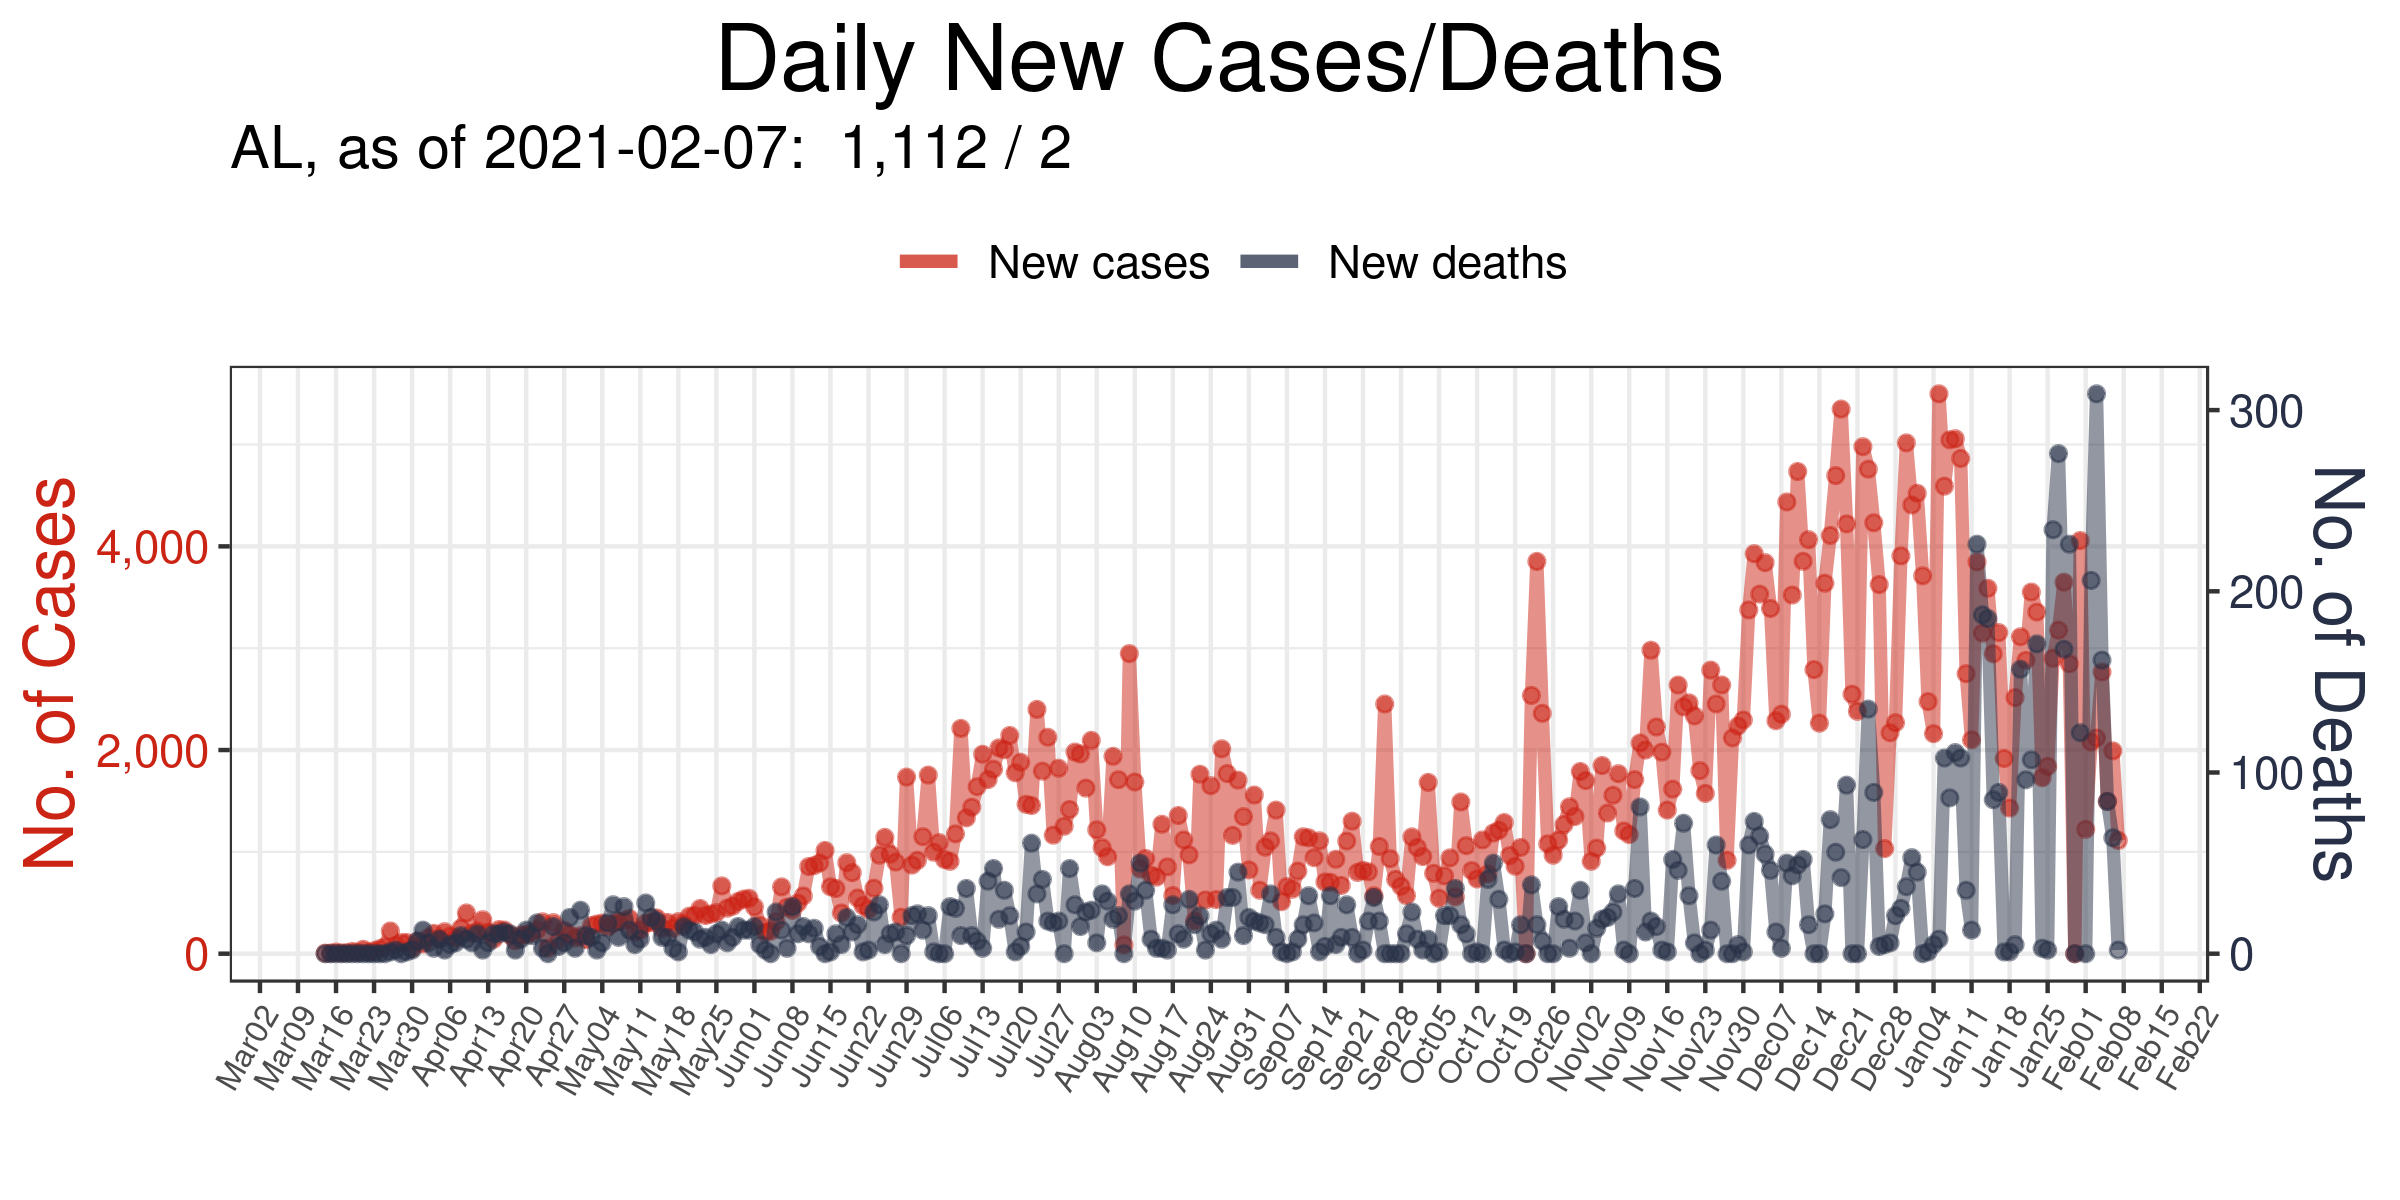 Daily New Cases/Deaths
AL, as of 2021-02-07:  1,112 / 2
New cases New deaths
No. of Cases
4,000
2,000
0
300
200
100
0
No. of Deaths
Mar02 Mar09 Mar16 Mar23 Mar30 Apr06 Apr13 Apr20 Apr27 May04 May11 May18 May25 Jun01 Jun08 Jun15 Jun22 Jun29 Jul06 Jul13 Jul20 Jul27 Aug03 Aug10 Aug17 Aug24 Aug31 Sep07 Sep14 Sep21 Sep28 Oct05 Oct12 Oct19 Oct26 Nov02 Nov09 Nov16 Nov23 Nov30 Dec07 Dec14 Dec21 Dec28 Jan04 Jan11 Jan18 Jan25 Feb01 Feb08 Feb15 Feb22